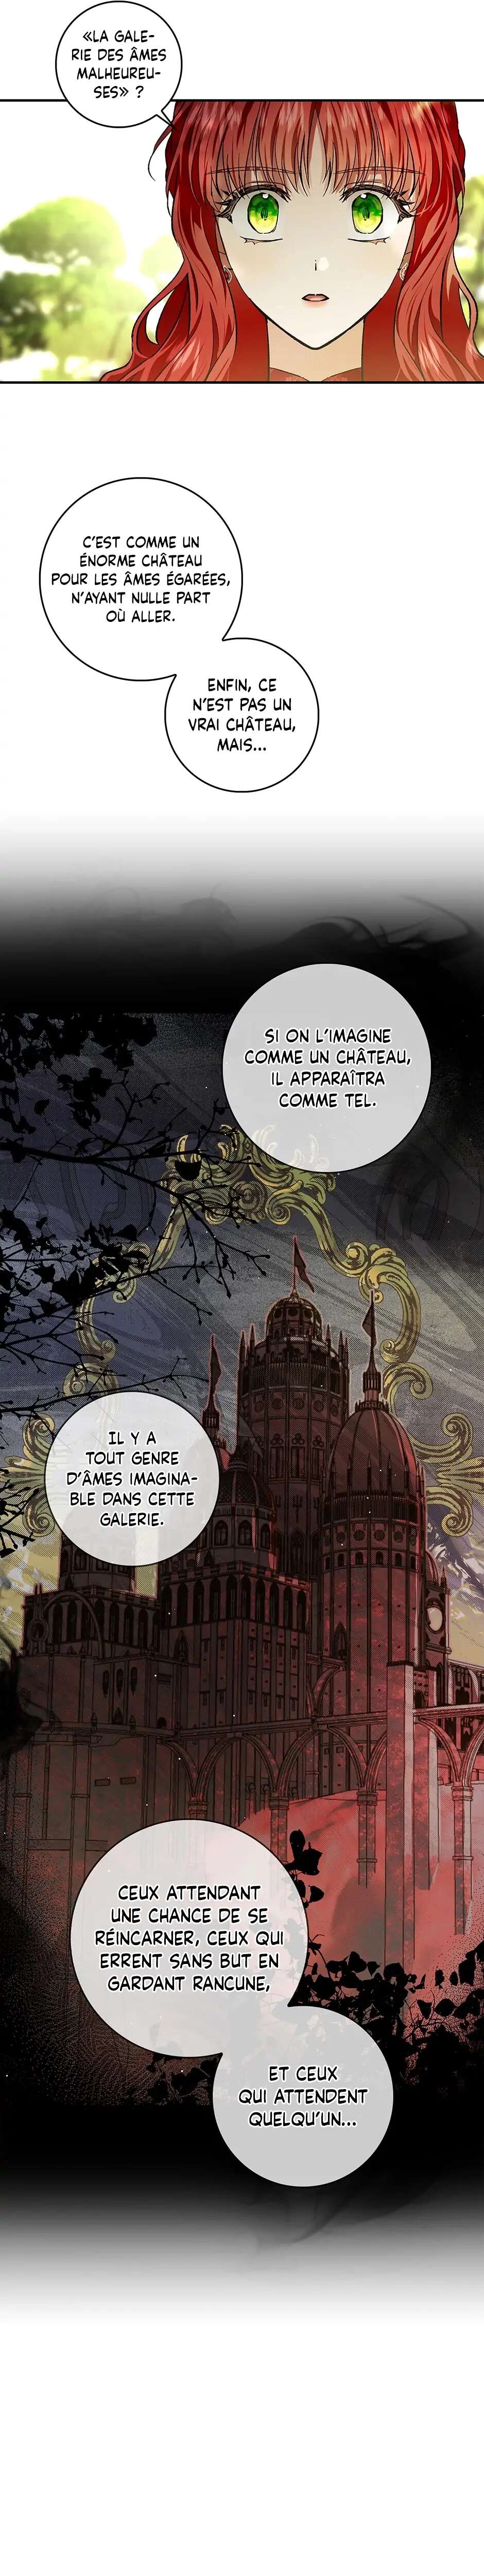 «LA GALE-
RIE DES ÂMES
MALHEUREU-
SES» ?
C'EST COMME UN
ÉNORME CHÂTEAU
POUR LES ÂMES ÉGARÉES,
N'AYANT NULLE PART
OÙ ALLER.
ENFIN, CE
N'EST PAS UN
VRAI CHÂTEAU,
MAIS...
SI ON L'IMAGINE
COMME UN CHÂTEAU,
IL APPARAÎTRA
COMME TEL.
IL Y A
TOUT GENRE
D'ÂMES IMAGINA-
BLE DANS CETTE
GALERIE.
CEUX ATTENDANT
UNE CHANCE DE SE
RÉINCARNER, CEUX QUI
ERRENT SANS BUT EN
GARDANT RANCUNE,
ET CEUX
QUI ATTENDENT
QUELQU'UN...